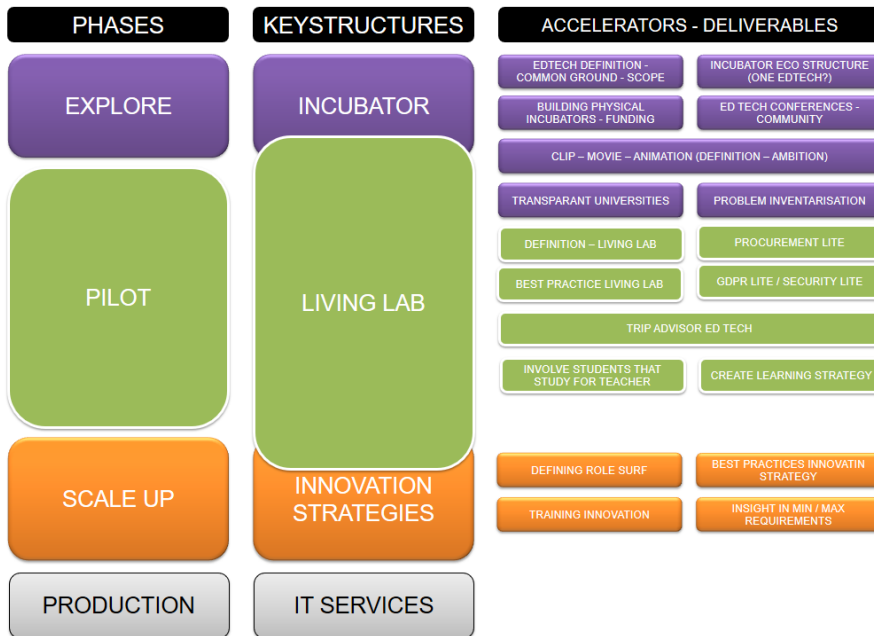 PHASES
KEYSTRUCTURES
ACCELERATORS - DELIVERABLES
EXPLORE
INCUBATOR
EDTECH DEFINITION -
COMMON GROUND - SCOPE
INCUBATOR ECO STRUCTURE
(ONE EDTECH?)
BUILDING PHYSICAL
INCUBATORS - FUNDING
ED TECH CONFERENCES -
COMMUNITY
CLIP – MOVIE – ANIMATION (DEFINITION – AMBITION)
TRANSPARANT UNIVERSITIES
PROBLEM INVENTARISATION
PILOT
LIVING LAB
DEFINITION – LIVING LAB
PROCUREMENT LITE
BEST PRACTICE LIVING LAB
GDPR LITE / SECURITY LITE
TRIP ADVISOR ED TECH
INVOLVE STUDENTS THAT
STUDY FOR TEACHER
CREATE LEARNING STRATEGY
SCALE UP
INNOVATION
STRATEGIES
DEFINING ROLE SURF
BEST PRACTICES INNOVATIN
STRATEGY
TRAINING INNOVATION
INSIGHT IN MIN / MAX
REQUIREMENTS
PRODUCTION
IT SERVICES